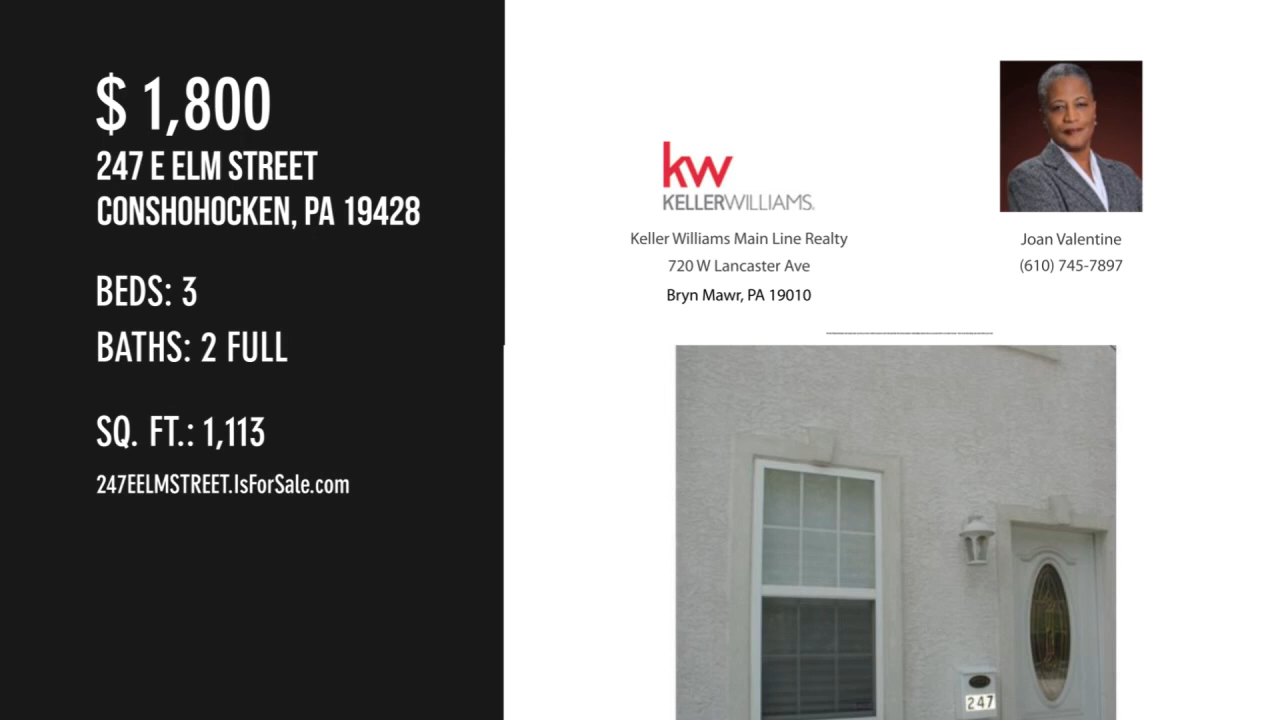 $ 1,800
247 E ELM STREET
CONSHOHOCKEN, PA 19428
BEDS: 3
BATHS: 2 FULL
SQ. FT.: 1,113
247EELMSTREET.IsForSale.com
kw
KELLERWILLIAMS.
Keller Williams Main Line Realty
720 W Lancaster Ave
Bryn Mawr, PA 19010
Joan Valentine
(610) 745-7897
247